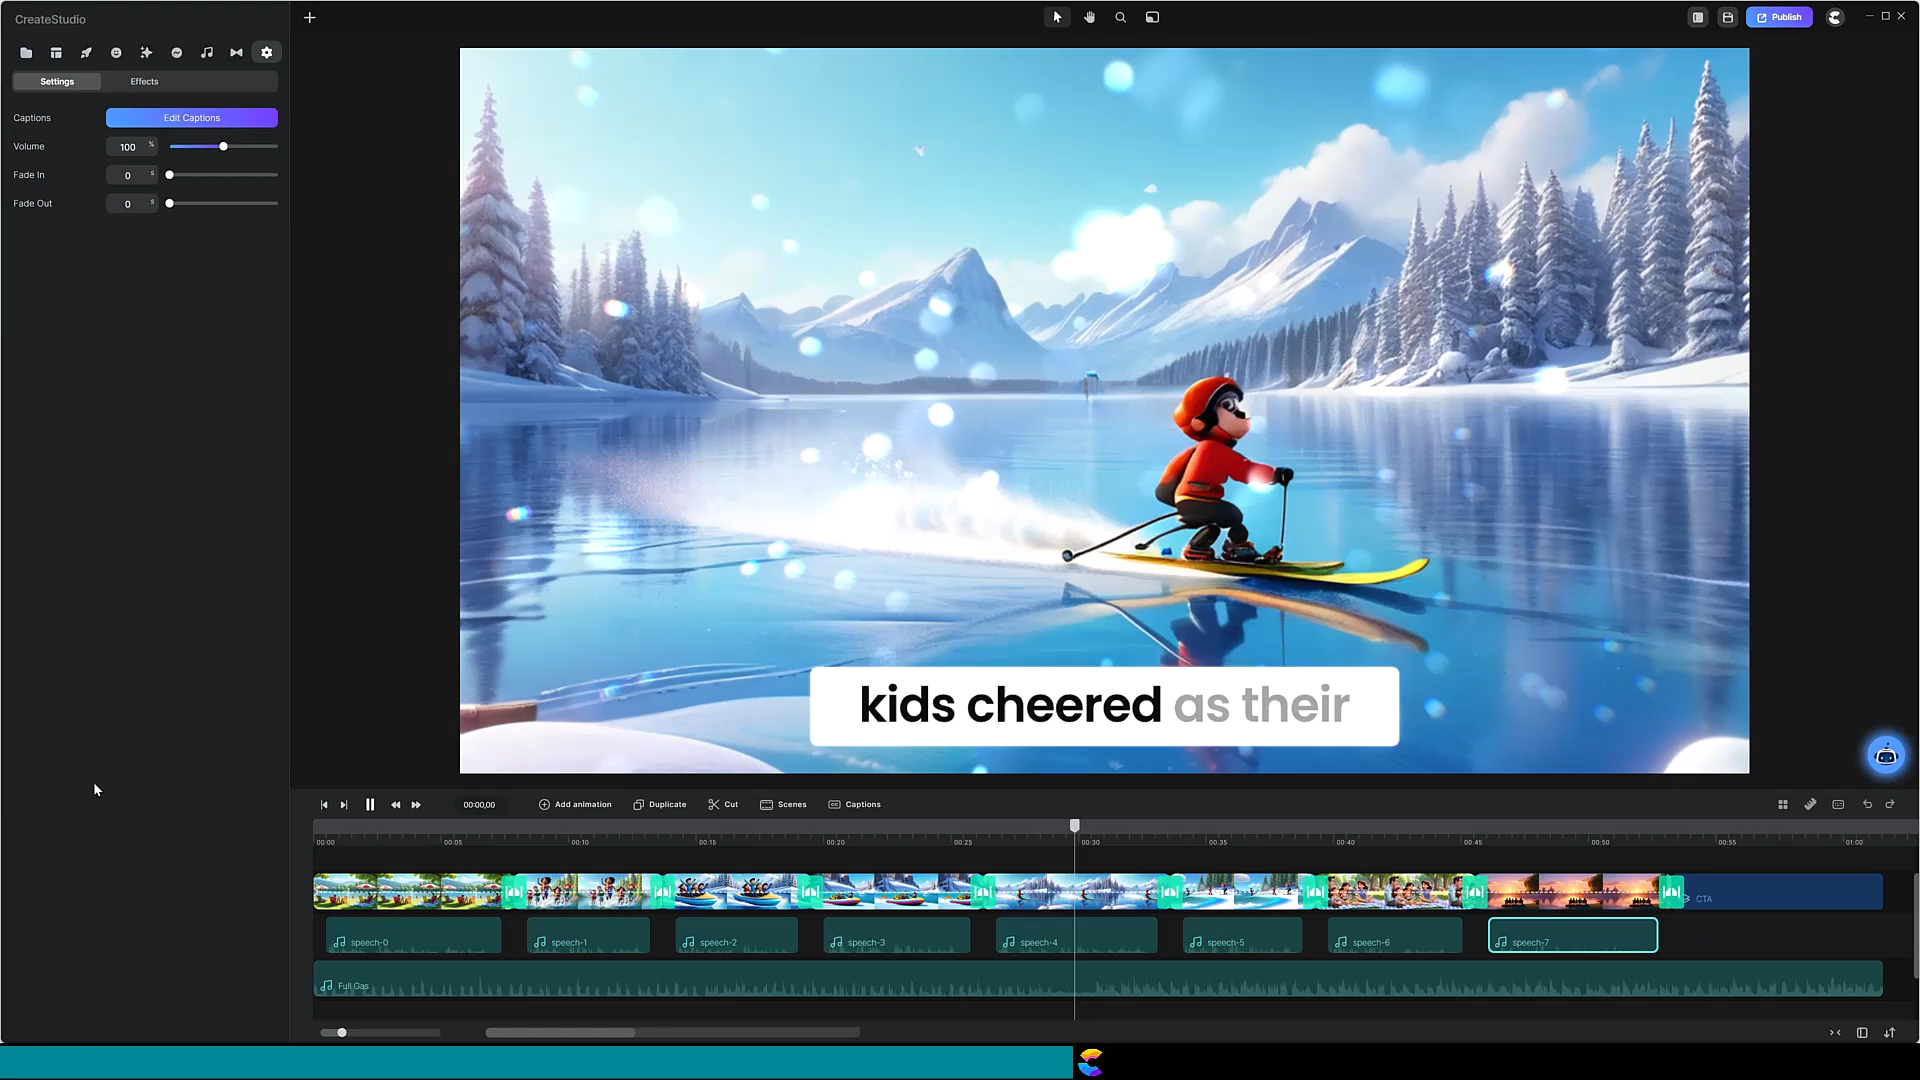 CreateStudio
Publish
Settings
Effects
Captions
Edit Captions
Volume
100 %
Fade In
0 s
Fade Out
0 s
kids cheered as their
00:00,00
Add animation
Duplicate
Cut
Scenes
Captions
00:00
00:05
00:10
00:15
00:20
00:25
00:30
00:35
00:40
00:45
00:50
00:55
01:00
CTA
speech-0
speech-1
speech-2
speech-3
speech-4
speech-5
speech-6
speech-7
Full Gas